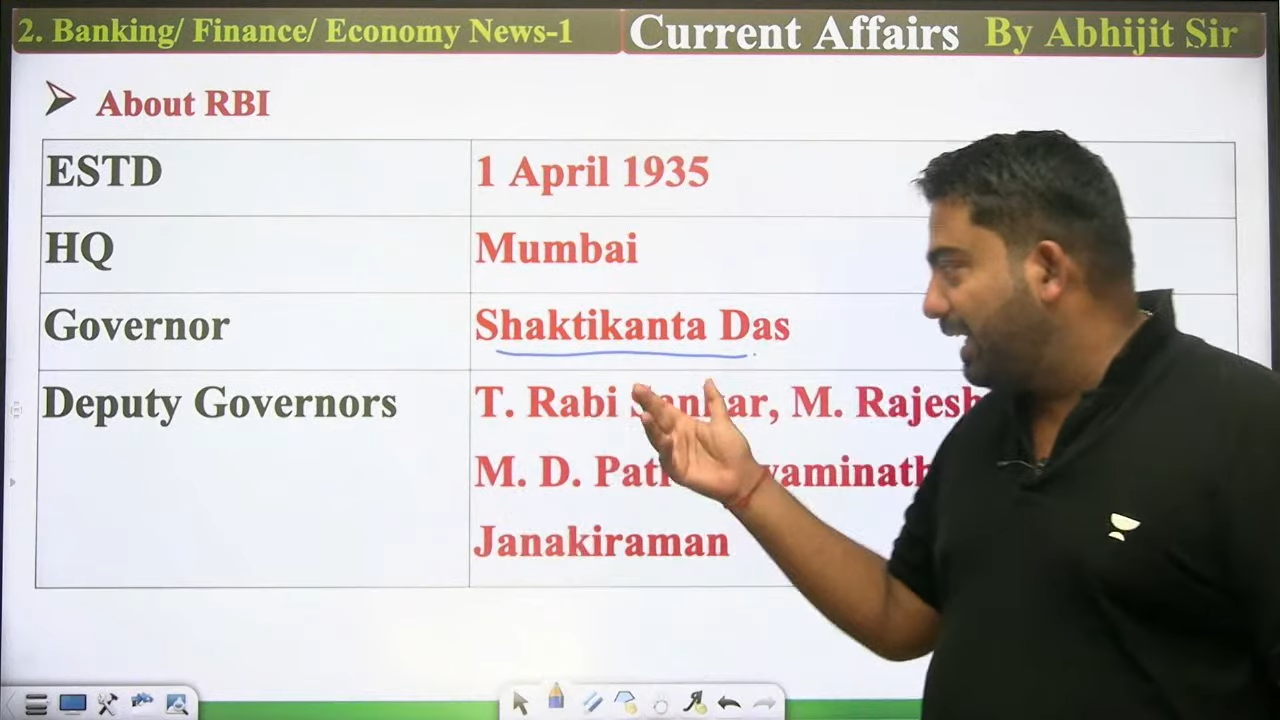 2. Banking/ Finance/ Economy News-1
Current Affairs By Abhijit Sir
About RBI
ESTD 1 April 1935
HQ Mumbai
Governor Shaktikanta Das
Deputy Governors T. Rabi M. Rajesh
M. D.
Janakiraman